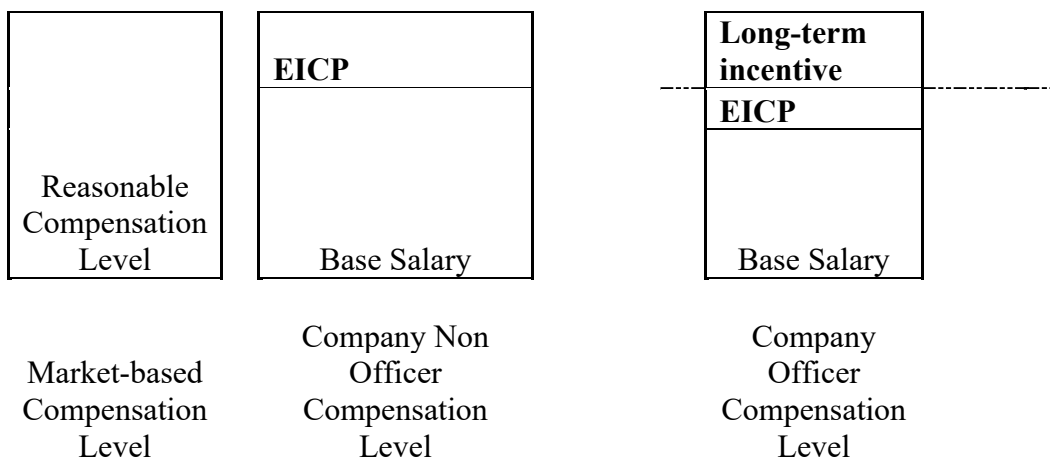 Reasonable
Compensation
Level
EICP
Base Salary
Long-term
incentive
EICP
Base Salary
Market-based
Compensation
Level
Company Non
Officer
Compensation
Level
Company
Officer
Compensation
Level